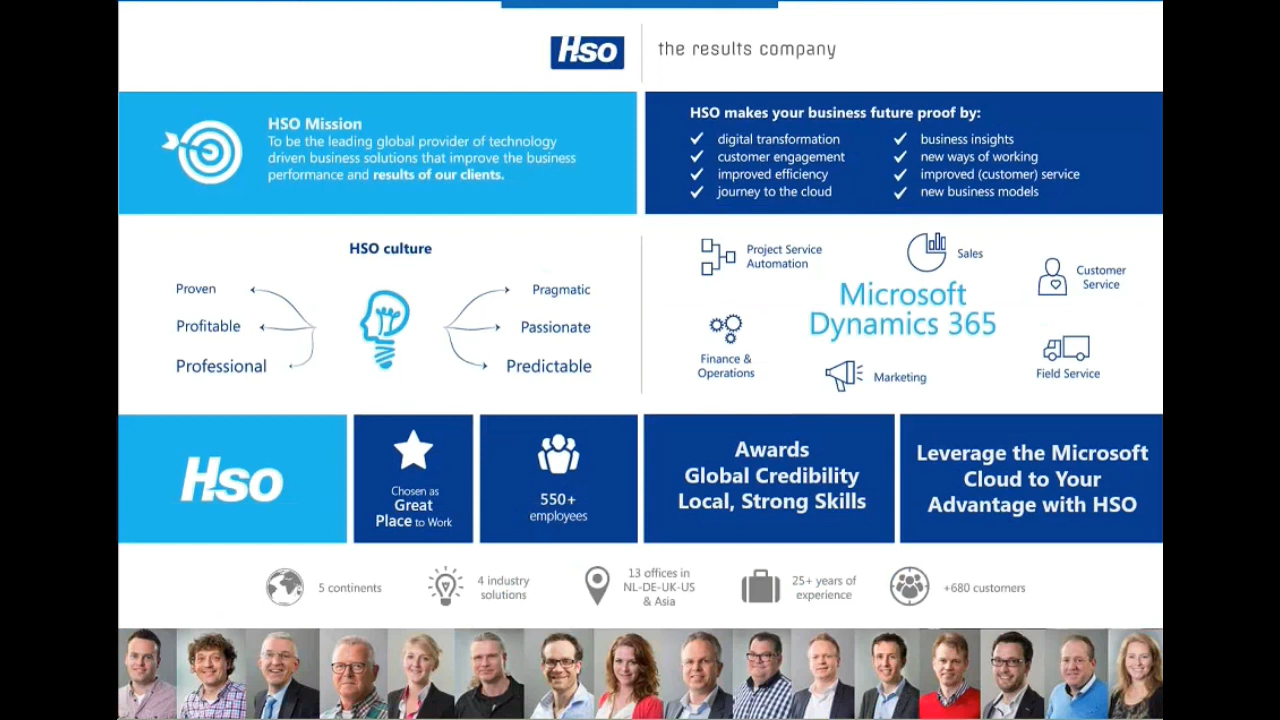 Hso
the results company
HSO Mission
To be the leading global provider of technology
driven business solutions that improve the business
performance and results of our clients.
HSO makes your business future proof by:
digital transformation
customer engagement
improved efficiency
journey to the cloud
business insights
new ways of working
improved (customer) service
new business models
HSO culture
Proven
Profitable
Professional
Pragmatic
Passionate
Predictable
Project Service
Automation
Sales
Customer
Service
Microsoft
Dynamics 365
Finance &
Operations
Marketing
Field Service
Hso
Chosen as
Great
Place to Work
550+
employees
Awards
Global Credibility
Local, Strong Skills
Leverage the Microsoft
Cloud to Your
Advantage with HSO
5 continents
4 industry
solutions
13 offices in
NL-DE-UK-US
& Asia
25+ years of
experience
+680 customers